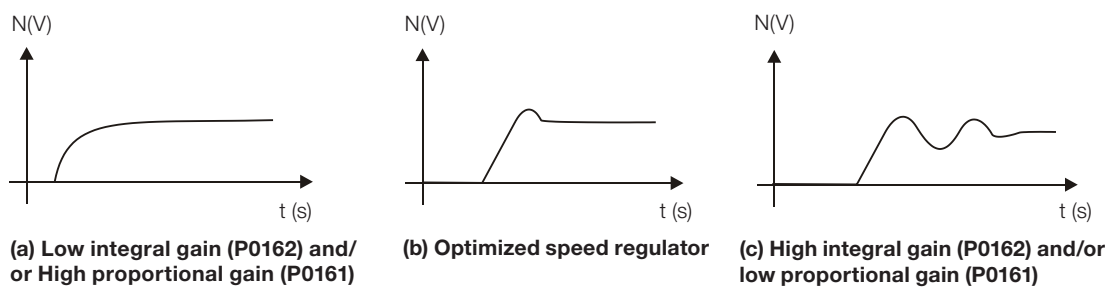 N(V)
t (s)
(a) Low integral gain (P0162) and/
or High proportional gain (P0161)
N(V)
t (s)
(b) Optimized speed regulator
N(V)
t (s)
(c) High integral gain (P0162) and/or
low proportional gain (P0161)